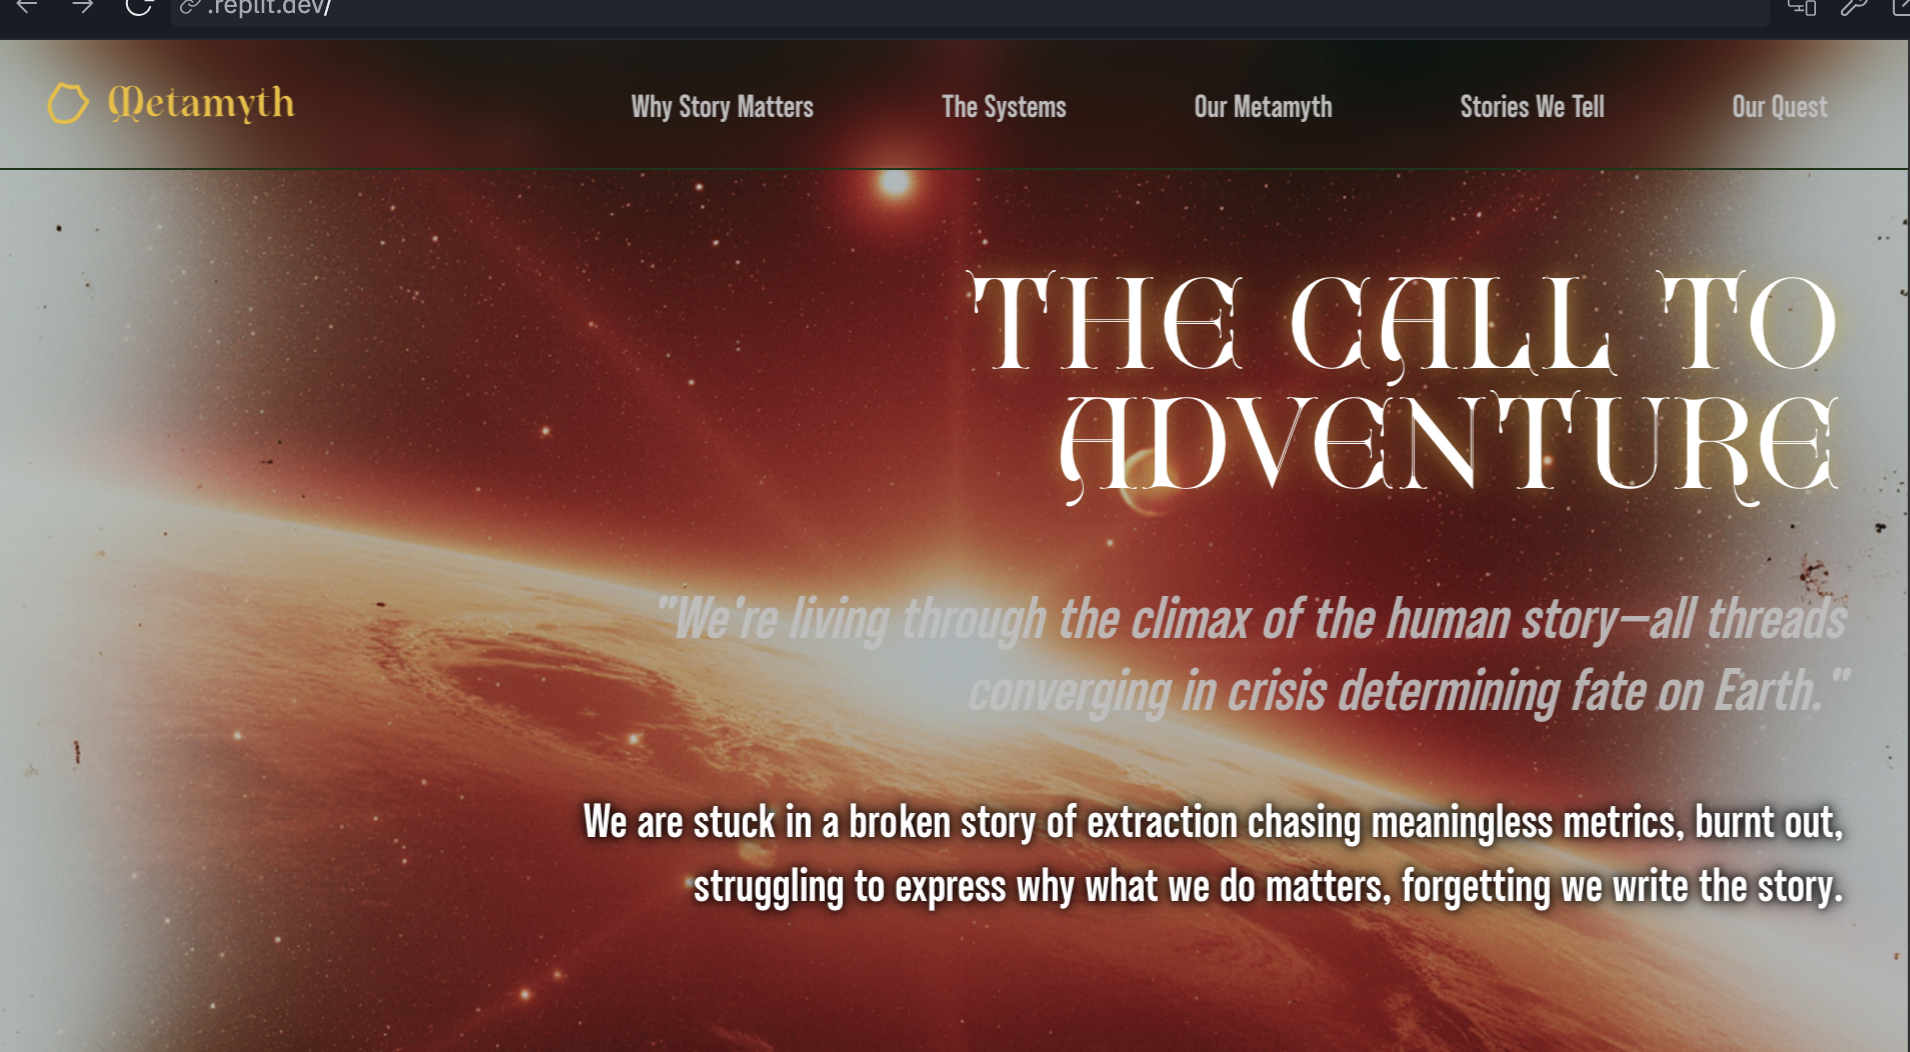 .replit.dev/
Metamyth
Why Story Matters
The Systems
Our Metamyth
Stories We Tell
Our Quest
THE CALL TO
ADVENTURE
"We're living through the climax of the human story—all threads
converging in crisis determining fate on Earth."
We are stuck in a broken story of extraction chasing meaningless metrics, burnt out,
struggling to express why what we do matters, forgetting we write the story.